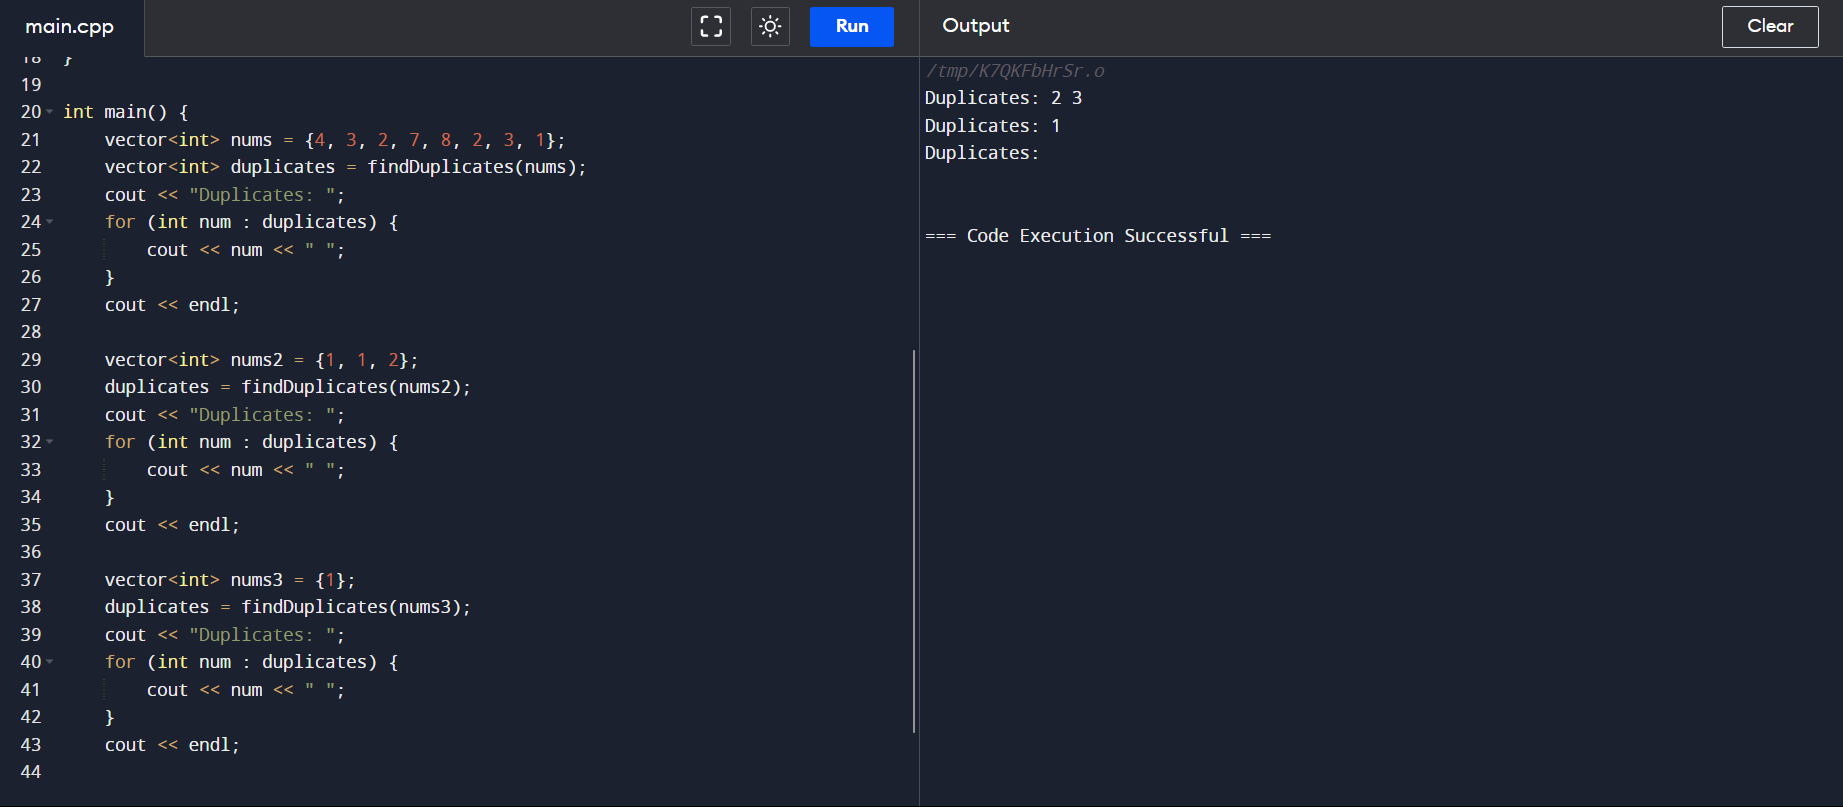 main.cpp
Run
Output
Clear
18 }
19
20 int main() {
21     vector<int> nums = {4, 3, 2, 7, 8, 2, 3, 1};
22     vector<int> duplicates = findDuplicates(nums);
23     cout << "Duplicates: ";
24     for (int num : duplicates) {
25         cout << num << " ";
26     }
27     cout << endl;
28
29     vector<int> nums2 = {1, 1, 2};
30     duplicates = findDuplicates(nums2);
31     cout << "Duplicates: ";
32     for (int num : duplicates) {
33         cout << num << " ";
34     }
35     cout << endl;
36
37     vector<int> nums3 = {1};
38     duplicates = findDuplicates(nums3);
39     cout << "Duplicates: ";
40     for (int num : duplicates) {
41         cout << num << " ";
42     }
43     cout << endl;
44
/tmp/K7QKFbHrSr.o
Duplicates: 2 3
Duplicates: 1
Duplicates:
=== Code Execution Successful ===